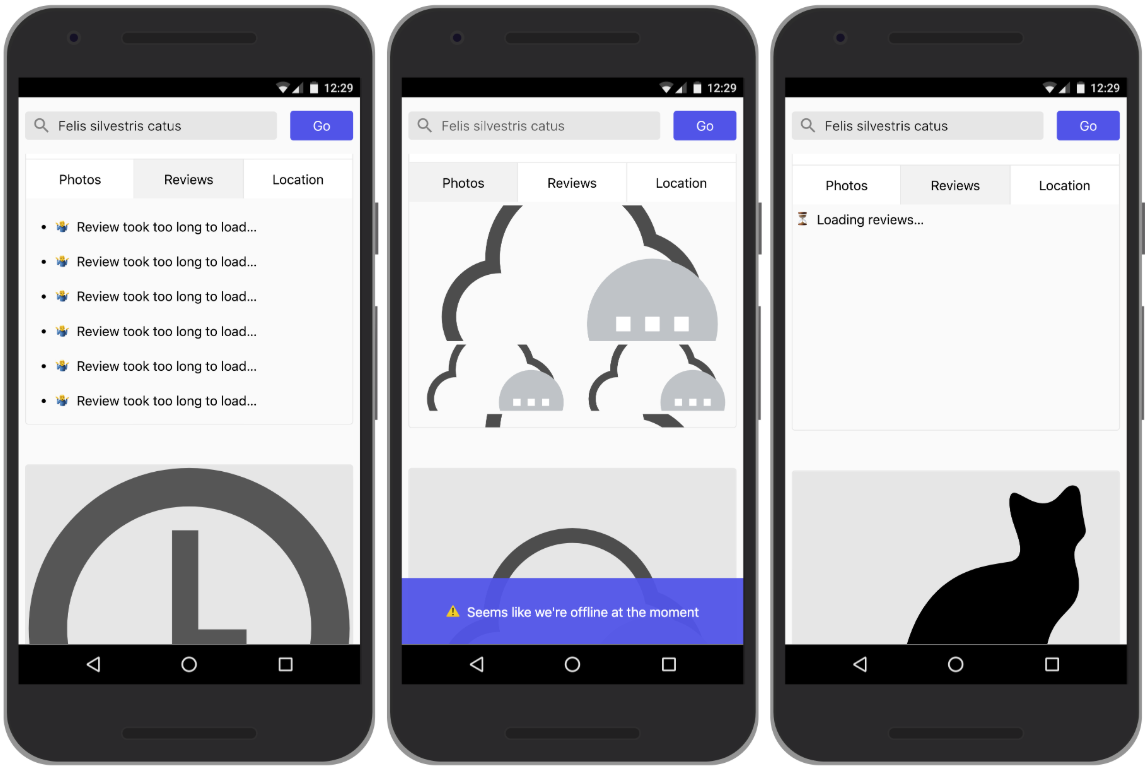 12:29
Felis silvestris catus
Go
Photos
Reviews
Location
• 🤷 Review took too long to load...
• 🤷 Review took too long to load...
• 🤷 Review took too long to load...
• 🤷 Review took too long to load...
• 🤷 Review took too long to load...
• 🤷 Review took too long to load...
12:29
Felis silvestris catus
Go
Photos
Reviews
Location
⚠️ Seems like we're offline at the moment
12:29
Felis silvestris catus
Go
Photos
Reviews
Location
⏳ Loading reviews...